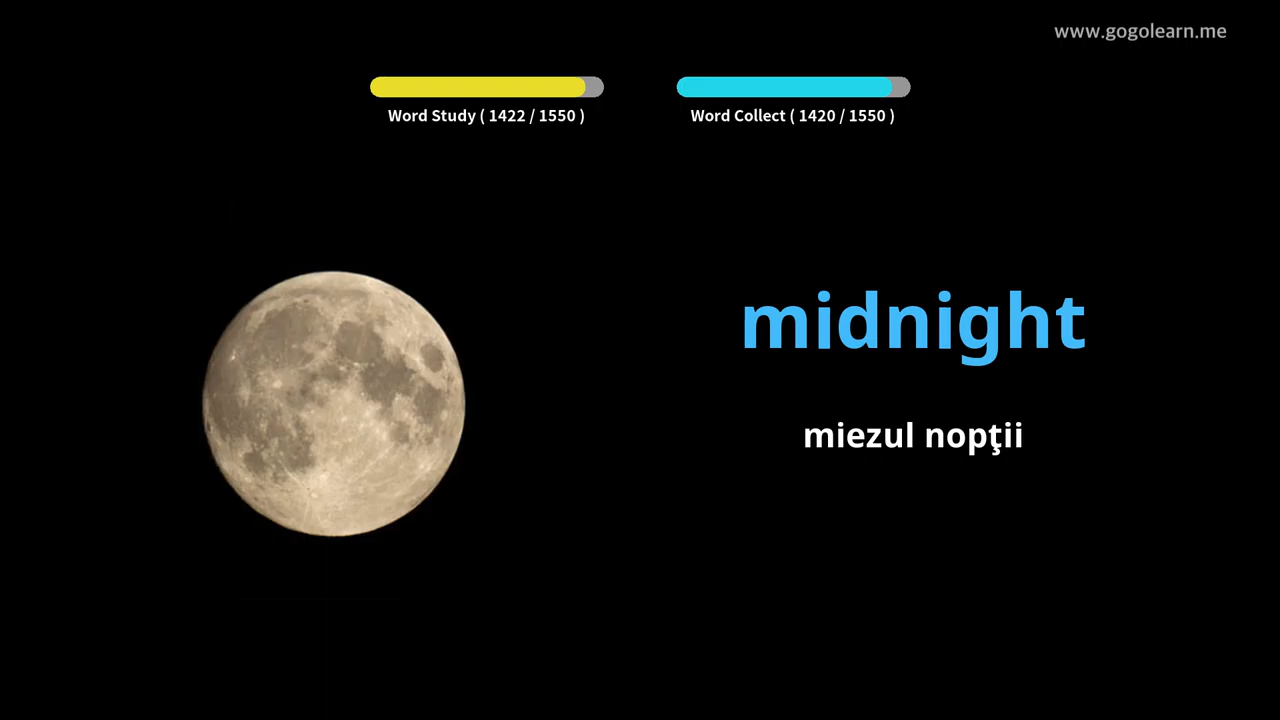 www.gogolearn.me
Word Study ( 1422 / 1550 )
Word Collect ( 1420 / 1550 )
midnight
miezul nopţii